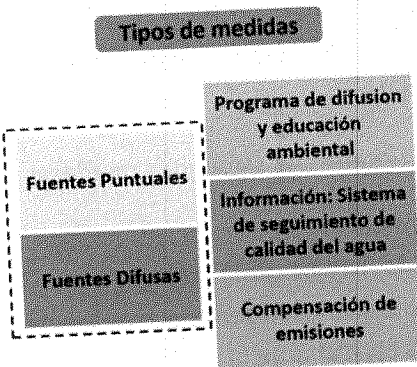 Tipos de medidas
Fuentes Puntuales
Fuentes Difusas
Programa de difusion
y educación
ambiental
Información: Sistema
de seguimiento de
calidad del agua
Compensación de
emisiones